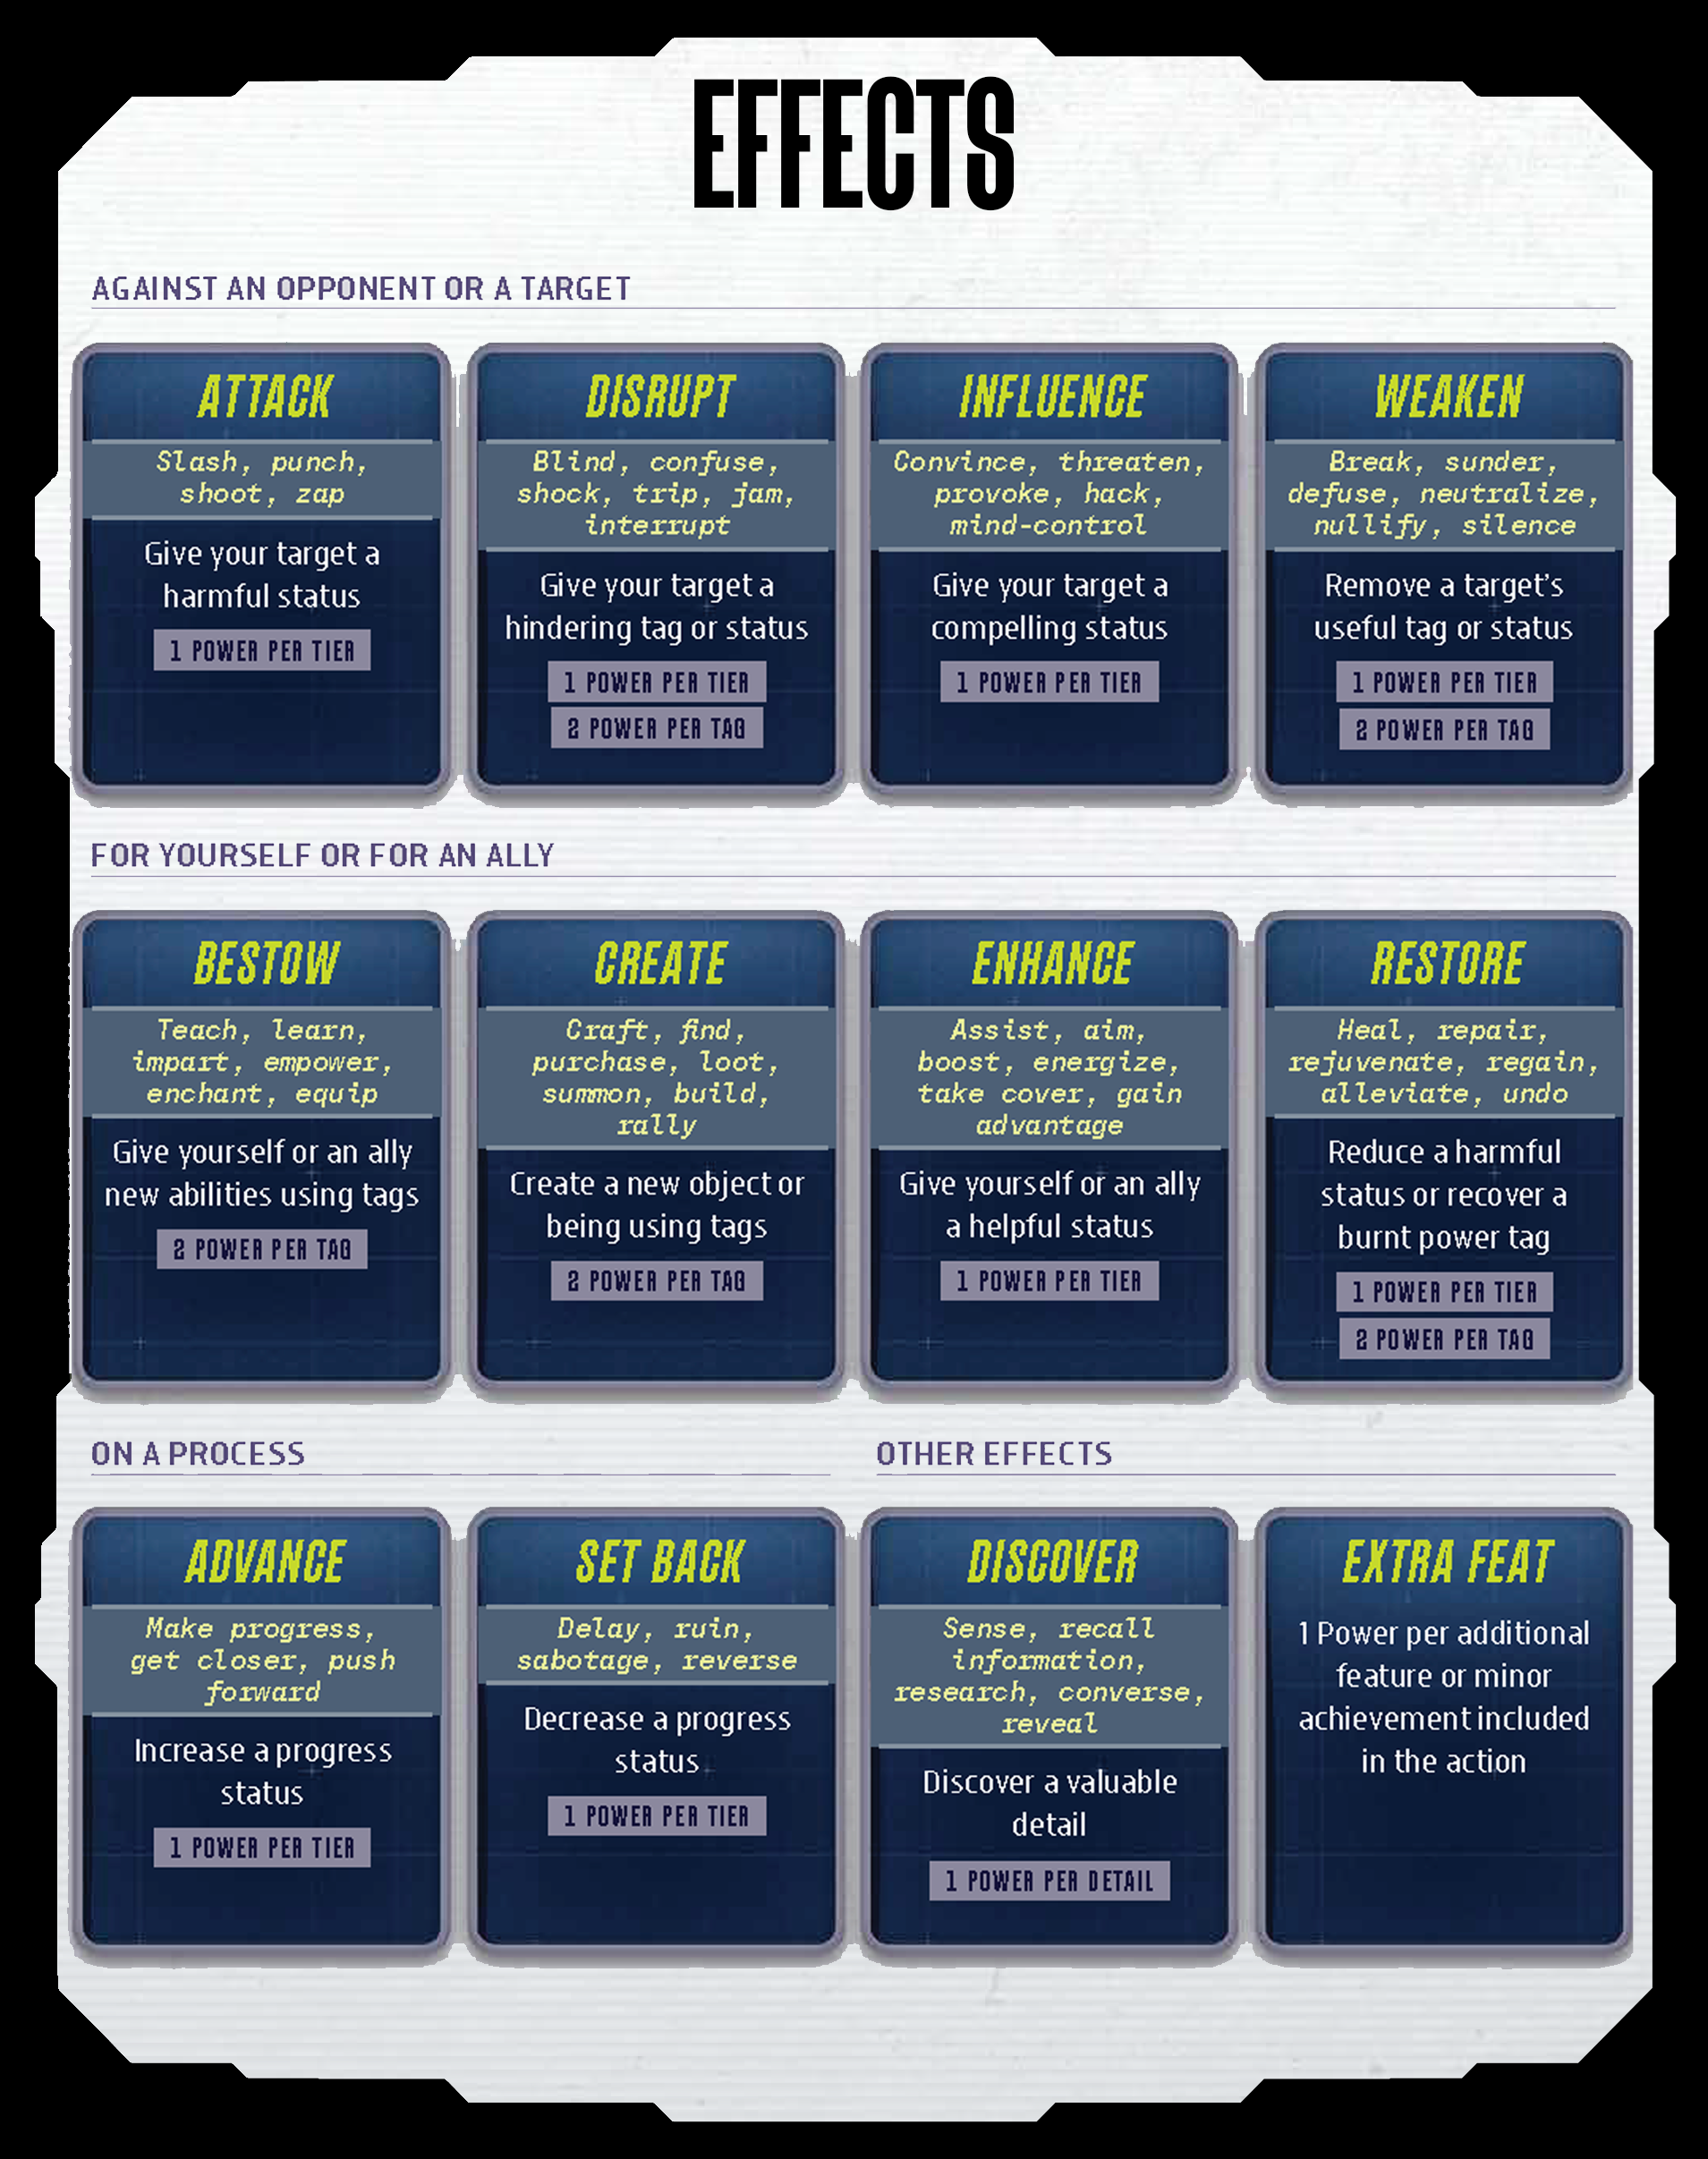 EFFECTS
AGAINST AN OPPONENT OR A TARGET
ATTACK
Slash, punch,
shoot, zap
Give your target a
harmful status
1 POWER PER TIER
DISRUPT
Blind, confuse,
shock, trip, jam,
interrupt
Give your target a
hindering tag or status
1 POWER PER TIER
2 POWER PER TAG
INFLUENCE
Convince, threaten,
provoke, hack,
mind-control
Give your target a
compelling status
1 POWER PER TIER
WEAKEN
Break, sunder,
defuse, neutralize,
nullify, silence
Remove a target’s
useful tag or status
1 POWER PER TIER
2 POWER PER TAG
FOR YOURSELF OR FOR AN ALLY
BESTOW
Teach, learn,
impart, empower,
enchant, equip
Give yourself or an ally
new abilities using tags
2 POWER PER TAG
CREATE
Craft, find,
purchase, loot,
summon, build,
rally
Create a new object or
being using tags
2 POWER PER TAG
ENHANCE
Assist, aim,
boost, energize,
take cover, gain
advantage
Give yourself or an ally
a helpful status
1 POWER PER TIER
RESTORE
Heal, repair,
rejuvenate, regain,
alleviate, undo
Reduce a harmful
status or recover a
burnt power tag
1 POWER PER TIER
2 POWER PER TAG
ON A PROCESS
ADVANCE
Make progress,
get closer, push
forward
Increase a progress
status
1 POWER PER TIER
SET BACK
Delay, ruin,
sabotage, reverse
Decrease a progress
status
1 POWER PER TIER
OTHER EFFECTS
DISCOVER
Sense, recall
information,
research, converse,
reveal
Discover a valuable
detail
1 POWER PER DETAIL
EXTRA FEAT
1 Power per additional
feature or minor
achievement included
in the action